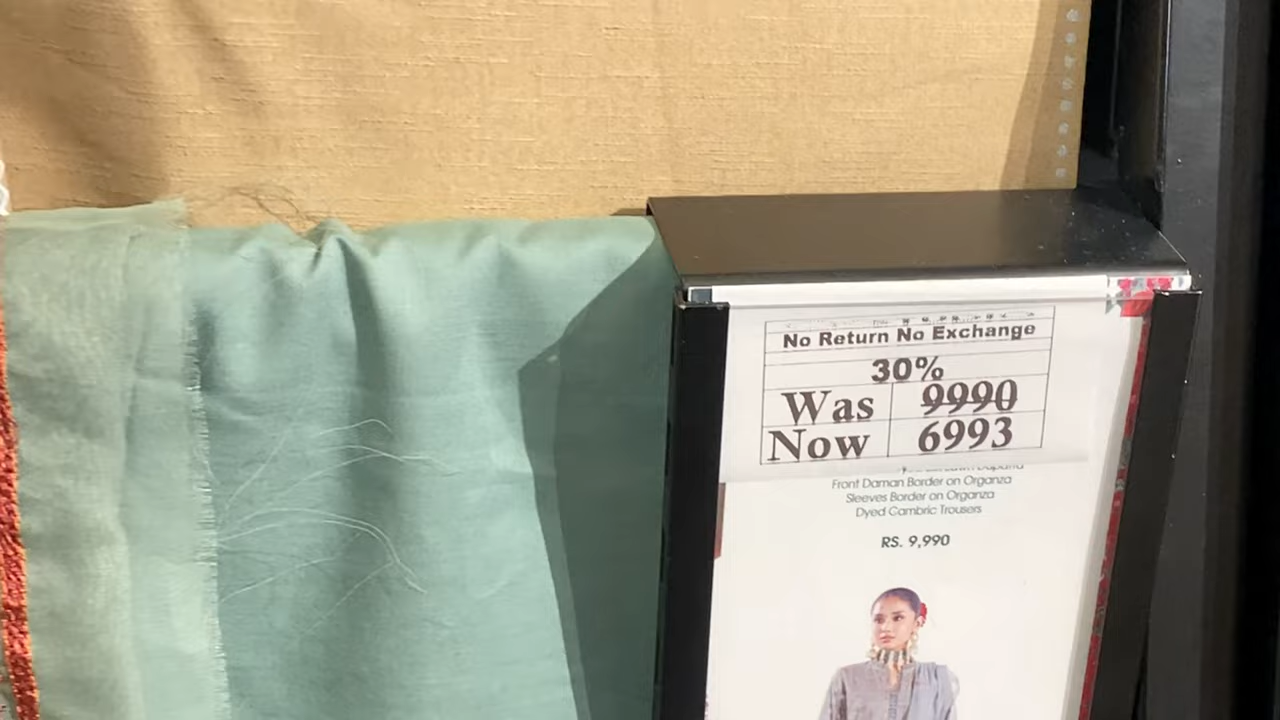 No Return No Exchange
30%
Was 9990
Now 6993
Dupatta
Front Daman Border on Organza
Sleeves Border on Organza
Dyed Cambric Trousers
RS. 9,990